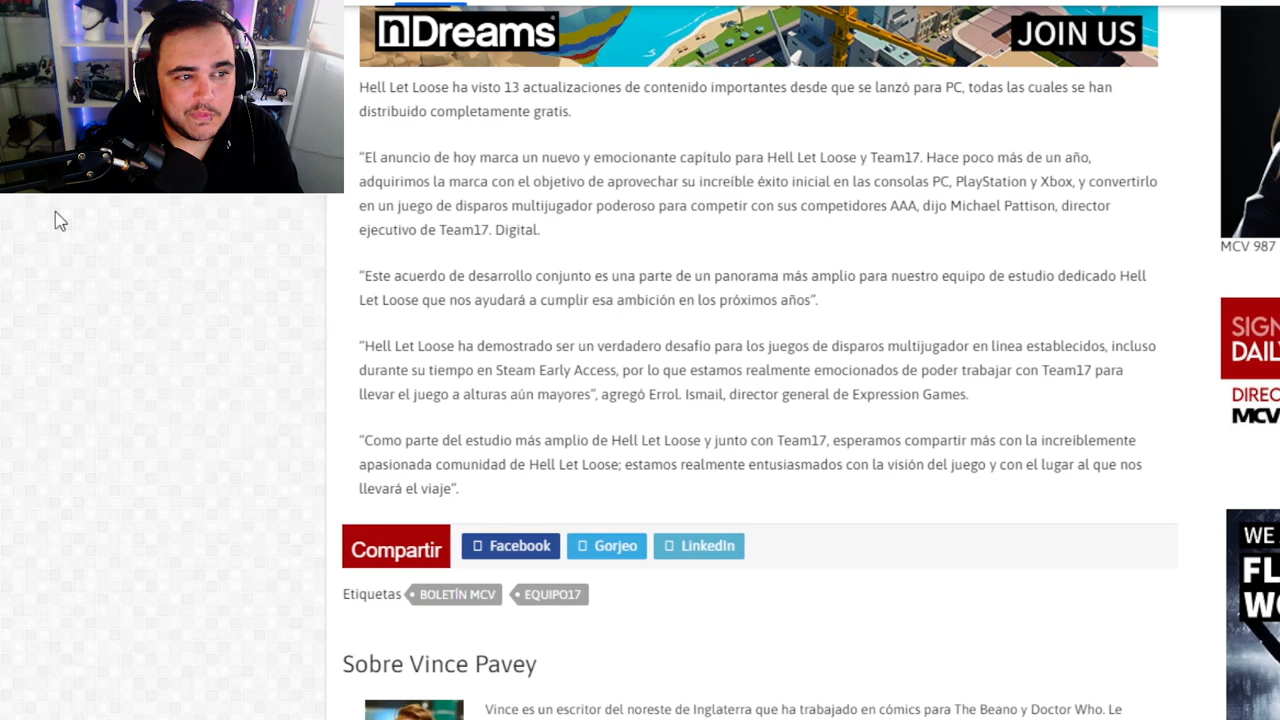 nDreams
JOIN US
Hell Let Loose ha visto 13 actualizaciones de contenido importantes desde que se lanzó para PC, todas las cuales se han
distribuido completamente gratis.
“El anuncio de hoy marca un nuevo y emocionante capítulo para Hell Let Loose y Team17. Hace poco más de un año,
adquirimos la marca con el objetivo de aprovechar su increíble éxito inicial en las consolas PC, PlayStation y Xbox, y convertirlo
en un juego de disparos multijugador poderoso para competir con sus competidores AAA, dijo Michael Pattison, director
ejecutivo de Team17. Digital.
MCV 987
“Este acuerdo de desarrollo conjunto es una parte de un panorama más amplio para nuestro equipo de estudio dedicado Hell
Let Loose que nos ayudará a cumplir esa ambición en los próximos años”.
“Hell Let Loose ha demostrado ser un verdadero desafío para los juegos de disparos multijugador en línea establecidos, incluso
durante su tiempo en Steam Early Access, por lo que estamos realmente emocionados de poder trabajar con Team17 para
llevar el juego a alturas aún mayores”, agregó Errol. Ismail, director general de Expression Games.
SIGN
DAIL
DIREC
MCV
“Como parte del estudio más amplio de Hell Let Loose y junto con Team17, esperamos compartir más con la increíblemente
apasionada comunidad de Hell Let Loose; estamos realmente entusiasmados con la visión del juego y con el lugar al que nos
llevará el viaje”.
Compartir
Facebook
Gorjeo
LinkedIn
WE
FL
WO
Etiquetas
BOLETÍN MCV
EQUIPO17
Sobre Vince Pavey
Vince es un escritor del noreste de Inglaterra que ha trabajado en cómics para The Beano y Doctor Who. Le